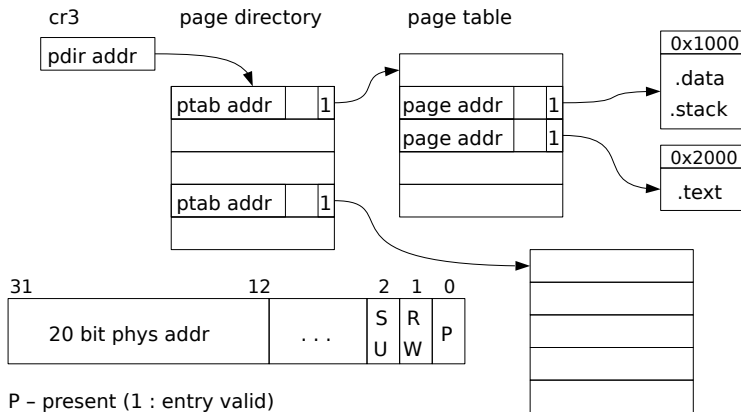 cr3
page directory
page table
pdir addr
0x1000
.data
.stack
ptab addr
1
page addr
1
page addr
1
0x2000
.text
ptab addr
1
31
12
2
1
0
20 bit phys addr
. . .
S
U
R
W
P
P – present (1 : entry valid)